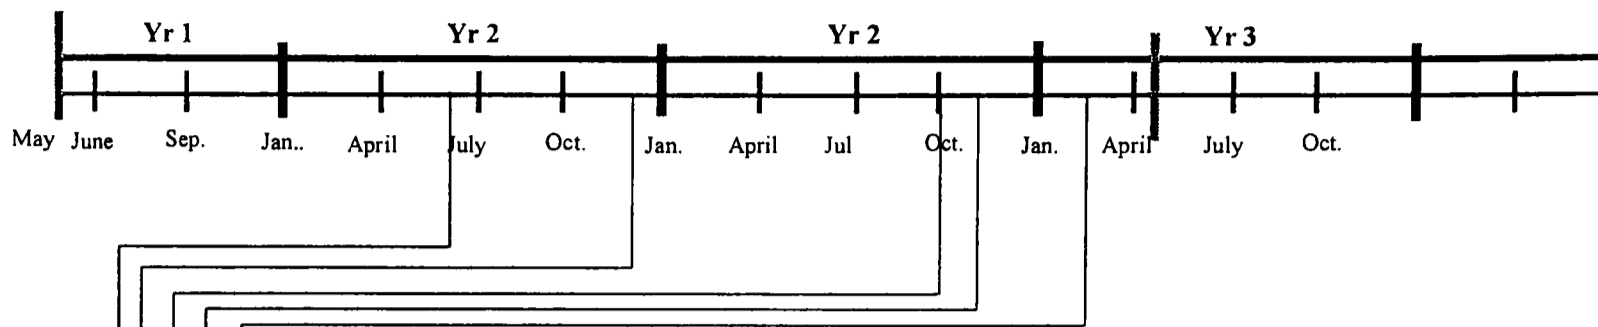 Yr 1 Yr 2 Yr 2 Yr 3
May June Sep. Jan.. April July Oct. Jan. April Jul Oct. Jan. April July Oct.